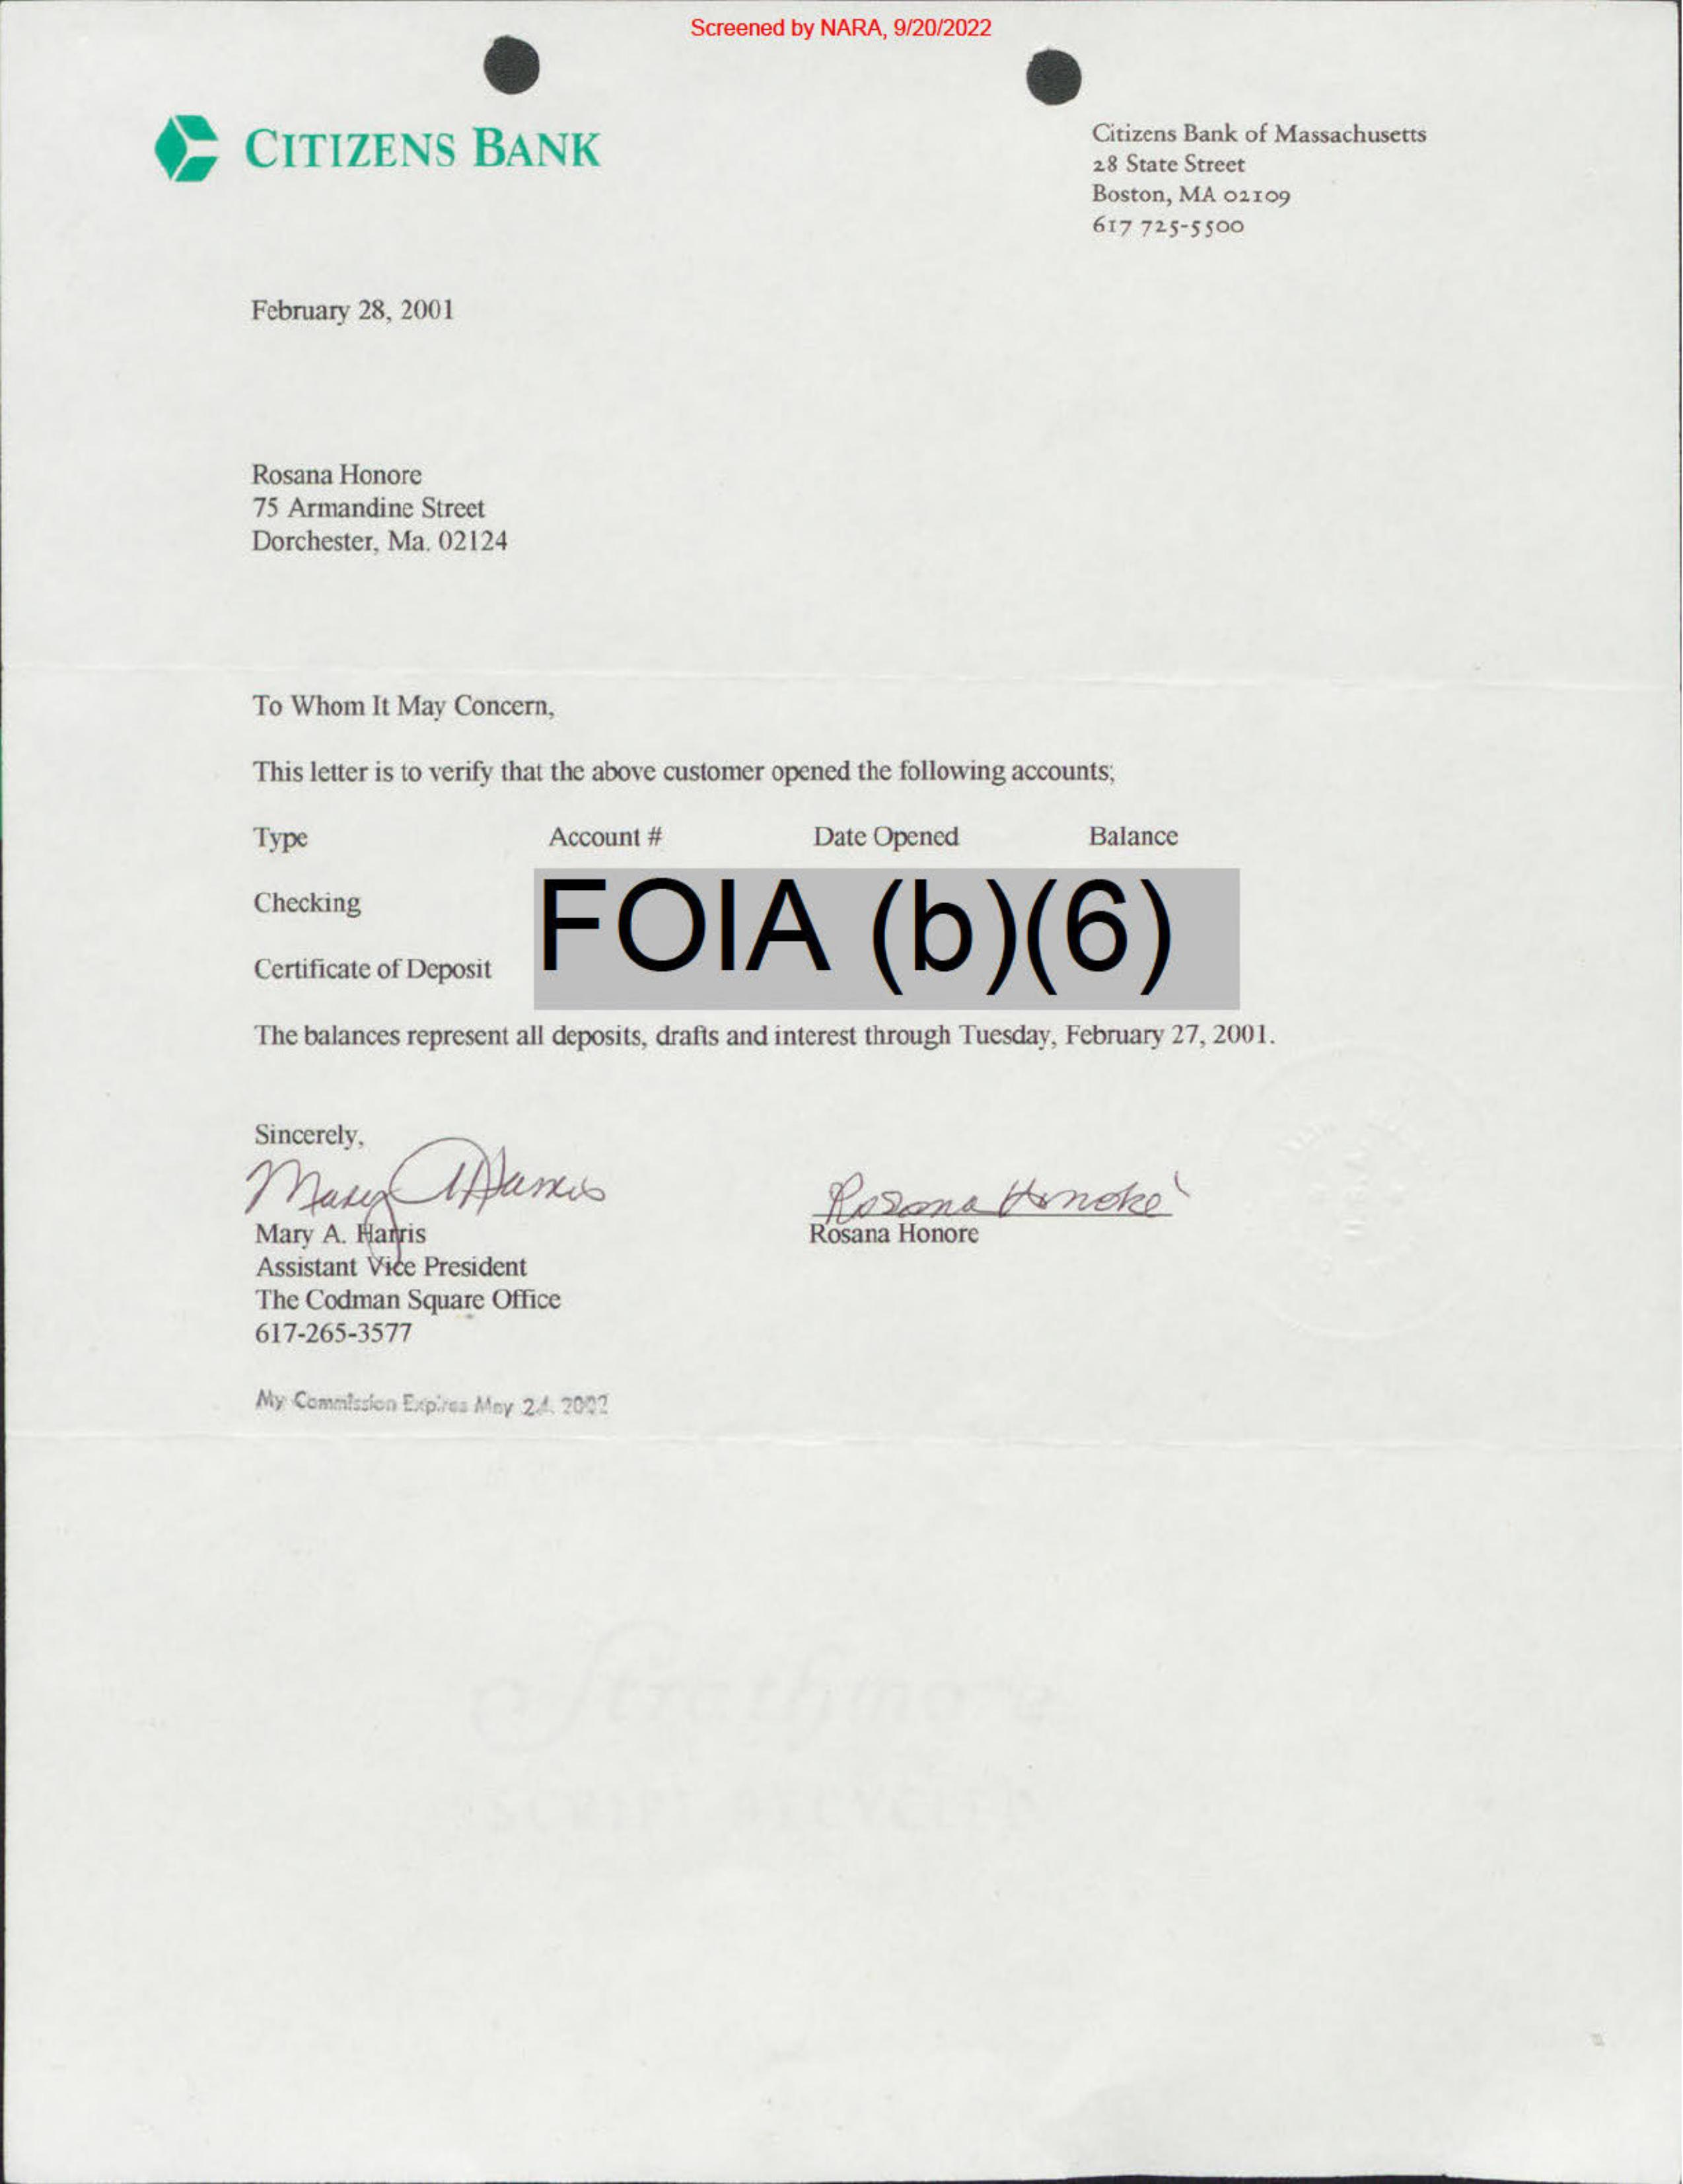 Screened by NARA, 9/20/2022
CITIZENS BANK
Citizens Bank of Massachusetts
28 State Street
Boston, MA 02109
617 725-5500
February 28, 2001
Rosana Honore
75 Armandine Street
Dorchester, Ma. 02124
To Whom It May Concern,
This letter is to verify that the above customer opened the following accounts;
Type Account # Date Opened Balance
Checking
FOIA (b)(6)
Certificate of Deposit
The balances represent all deposits, drafts and interest through Tuesday, February 27, 2001.
Sincerely,
Mary A. Harris
Rosana Honore
Mary A. Harris
Rosana Honore
Assistant Vice President
The Codman Square Office
617-265-3577
My Commission Expires May 24, 2002
Strathmore
SCRIPT RECYCLED